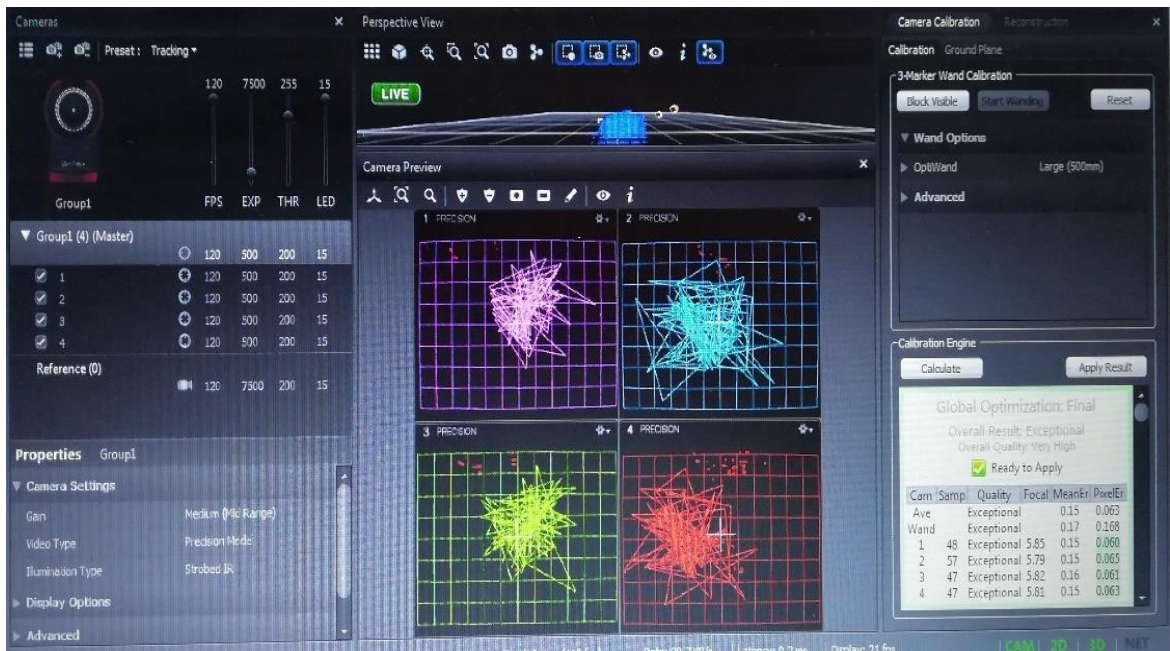 Cameras
Preset: Tracking
120 7500 255 15
Group1
FPS EXP THR LED
Group1 (4) (Master)
120 500 200 15
1 120 500 200 15
2 120 500 200 15
3 120 500 200 15
4 120 500 200 15
Reference (0)
120 7500 200 15
Properties Group1
Camera Settings
Gain Medium (Mid Range)
Video Type Precision Mode
Illumination Type Strobed IR
Display Options
Advanced
Perspective View
LIVE
Camera Preview
1 PRECISION
2 PRECISION
3 PRECISION
4 PRECISION
Latency: 9.2 ms Display: 21 fps
Camera Calibration Reconstruction
Calibration Ground Plane
3-Marker Wand Calibration
Block Visible Start Wanding Reset
Wand Options
OptiWand Large (500mm)
Advanced
Calibration Engine
Calculate Apply Result
Global Optimization: Final
Overall Result: Exceptional
Overall Quality: Very High
Ready to Apply
Cam Samp Quality Focal MeanEr PixelEr
Ave Exceptional 0.15 0.063
Wand Exceptional 0.17 0.168
1 48 Exceptional 5.85 0.15 0.060
2 57 Exceptional 5.79 0.15 0.065
3 47 Exceptional 5.82 0.16 0.061
4 47 Exceptional 5.81 0.15 0.063
CAM 2D 3D NET